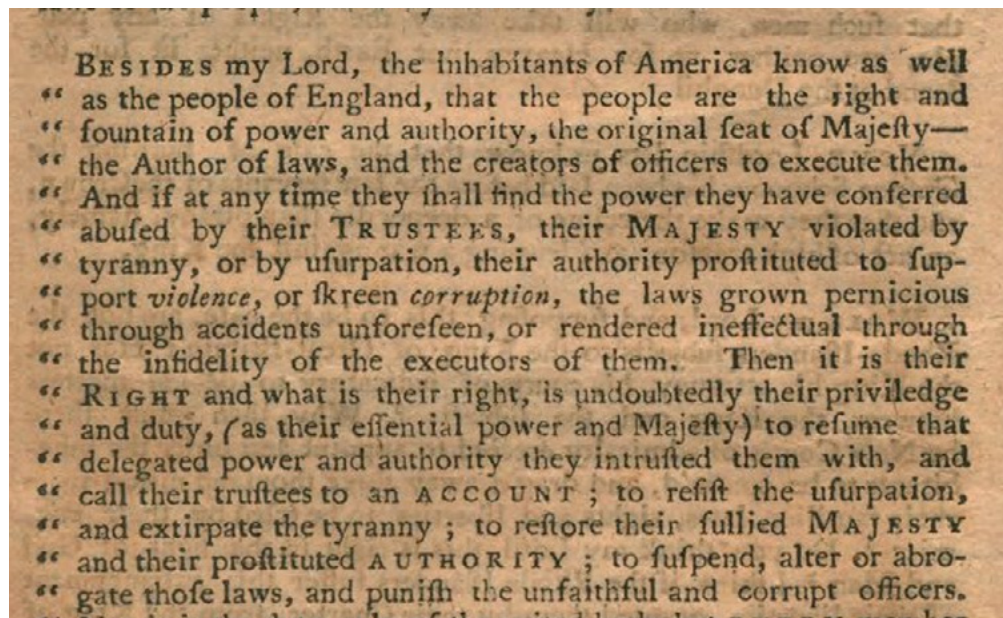 BESIDES my Lord, the inhabitants of America know as well
“ as the people of England, that the people are the right and
“ fountain of power and authority, the original ſeat of Majeſty—
“ the Author of laws, and the creators of officers to execute them.
“ And if at any time they ſhall find the power they have conferred
“ abuſed by their TRUSTEES, their MAJESTY violated by
“ tyranny, or by uſurpation, their authority proſtituted to ſup-
“ port violence, or ſkreen corruption, the laws grown pernicious
“ through accidents unforeſeen, or rendered ineffectual through
“ the infidelity of the executors of them. Then it is their
“ RIGHT and what is their right, is undoubtedly their priviledge
“ and duty, (as their eſſential power and Majeſty) to reſume that
“ delegated power and authority they intruſted them with, and
“ call their truſtees to an ACCOUNT ; to reſiſt the uſurpation,
“ and extirpate the tyranny ; to reſtore their ſullied MAJESTY
“ and their proſtituted AUTHORITY ; to ſuſpend, alter or abro-
“ gate thoſe laws, and puniſh the unfaithful and corrupt officers.